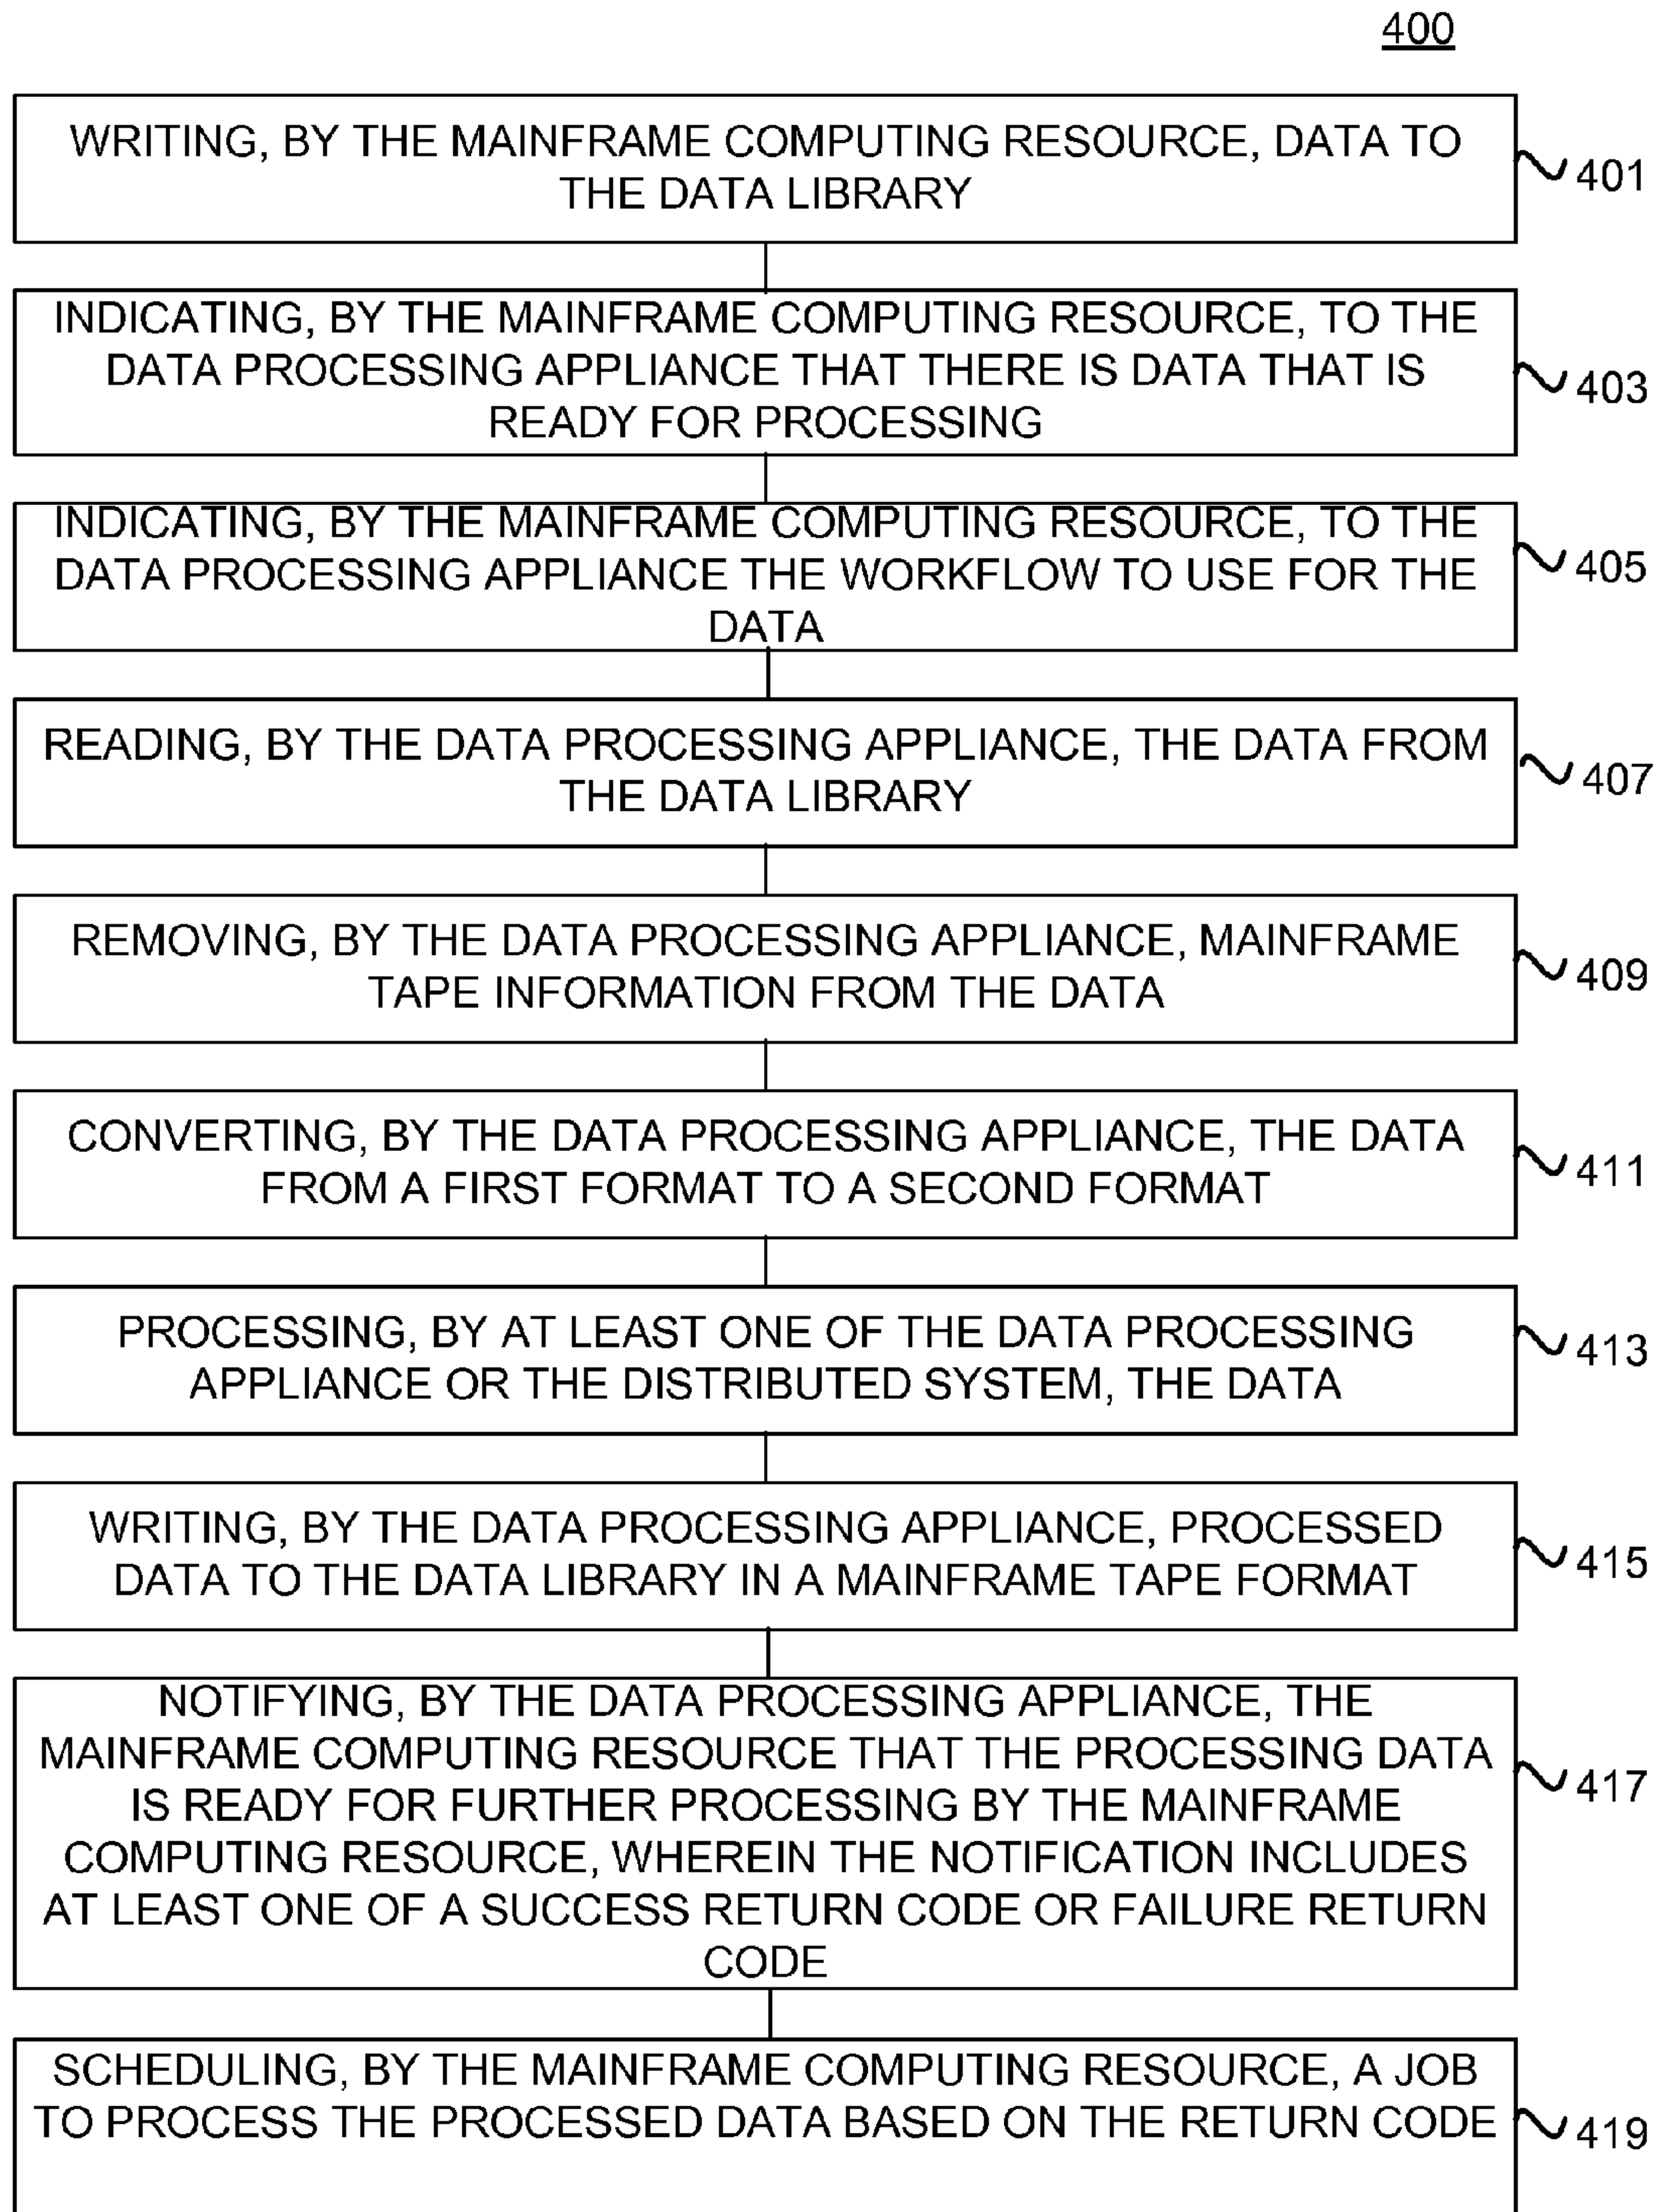 400
WRITING, BY THE MAINFRAME COMPUTING RESOURCE, DATA TO
THE DATA LIBRARY
401
INDICATING, BY THE MAINFRAME COMPUTING RESOURCE, TO THE
DATA PROCESSING APPLIANCE THAT THERE IS DATA THAT IS
READY FOR PROCESSING
403
INDICATING, BY THE MAINFRAME COMPUTING RESOURCE, TO THE
DATA PROCESSING APPLIANCE THE WORKFLOW TO USE FOR THE
DATA
405
READING, BY THE DATA PROCESSING APPLIANCE, THE DATA FROM
THE DATA LIBRARY
407
REMOVING, BY THE DATA PROCESSING APPLIANCE, MAINFRAME
TAPE INFORMATION FROM THE DATA
409
CONVERTING, BY THE DATA PROCESSING APPLIANCE, THE DATA
FROM A FIRST FORMAT TO A SECOND FORMAT
411
PROCESSING, BY AT LEAST ONE OF THE DATA PROCESSING
APPLIANCE OR THE DISTRIBUTED SYSTEM, THE DATA
413
WRITING, BY THE DATA PROCESSING APPLIANCE, PROCESSED
DATA TO THE DATA LIBRARY IN A MAINFRAME TAPE FORMAT
415
NOTIFYING, BY THE DATA PROCESSING APPLIANCE, THE
MAINFRAME COMPUTING RESOURCE THAT THE PROCESSING DATA
IS READY FOR FURTHER PROCESSING BY THE MAINFRAME
COMPUTING RESOURCE, WHEREIN THE NOTIFICATION INCLUDES
AT LEAST ONE OF A SUCCESS RETURN CODE OR FAILURE RETURN
CODE
417
SCHEDULING, BY THE MAINFRAME COMPUTING RESOURCE, A JOB
TO PROCESS THE PROCESSED DATA BASED ON THE RETURN CODE
419